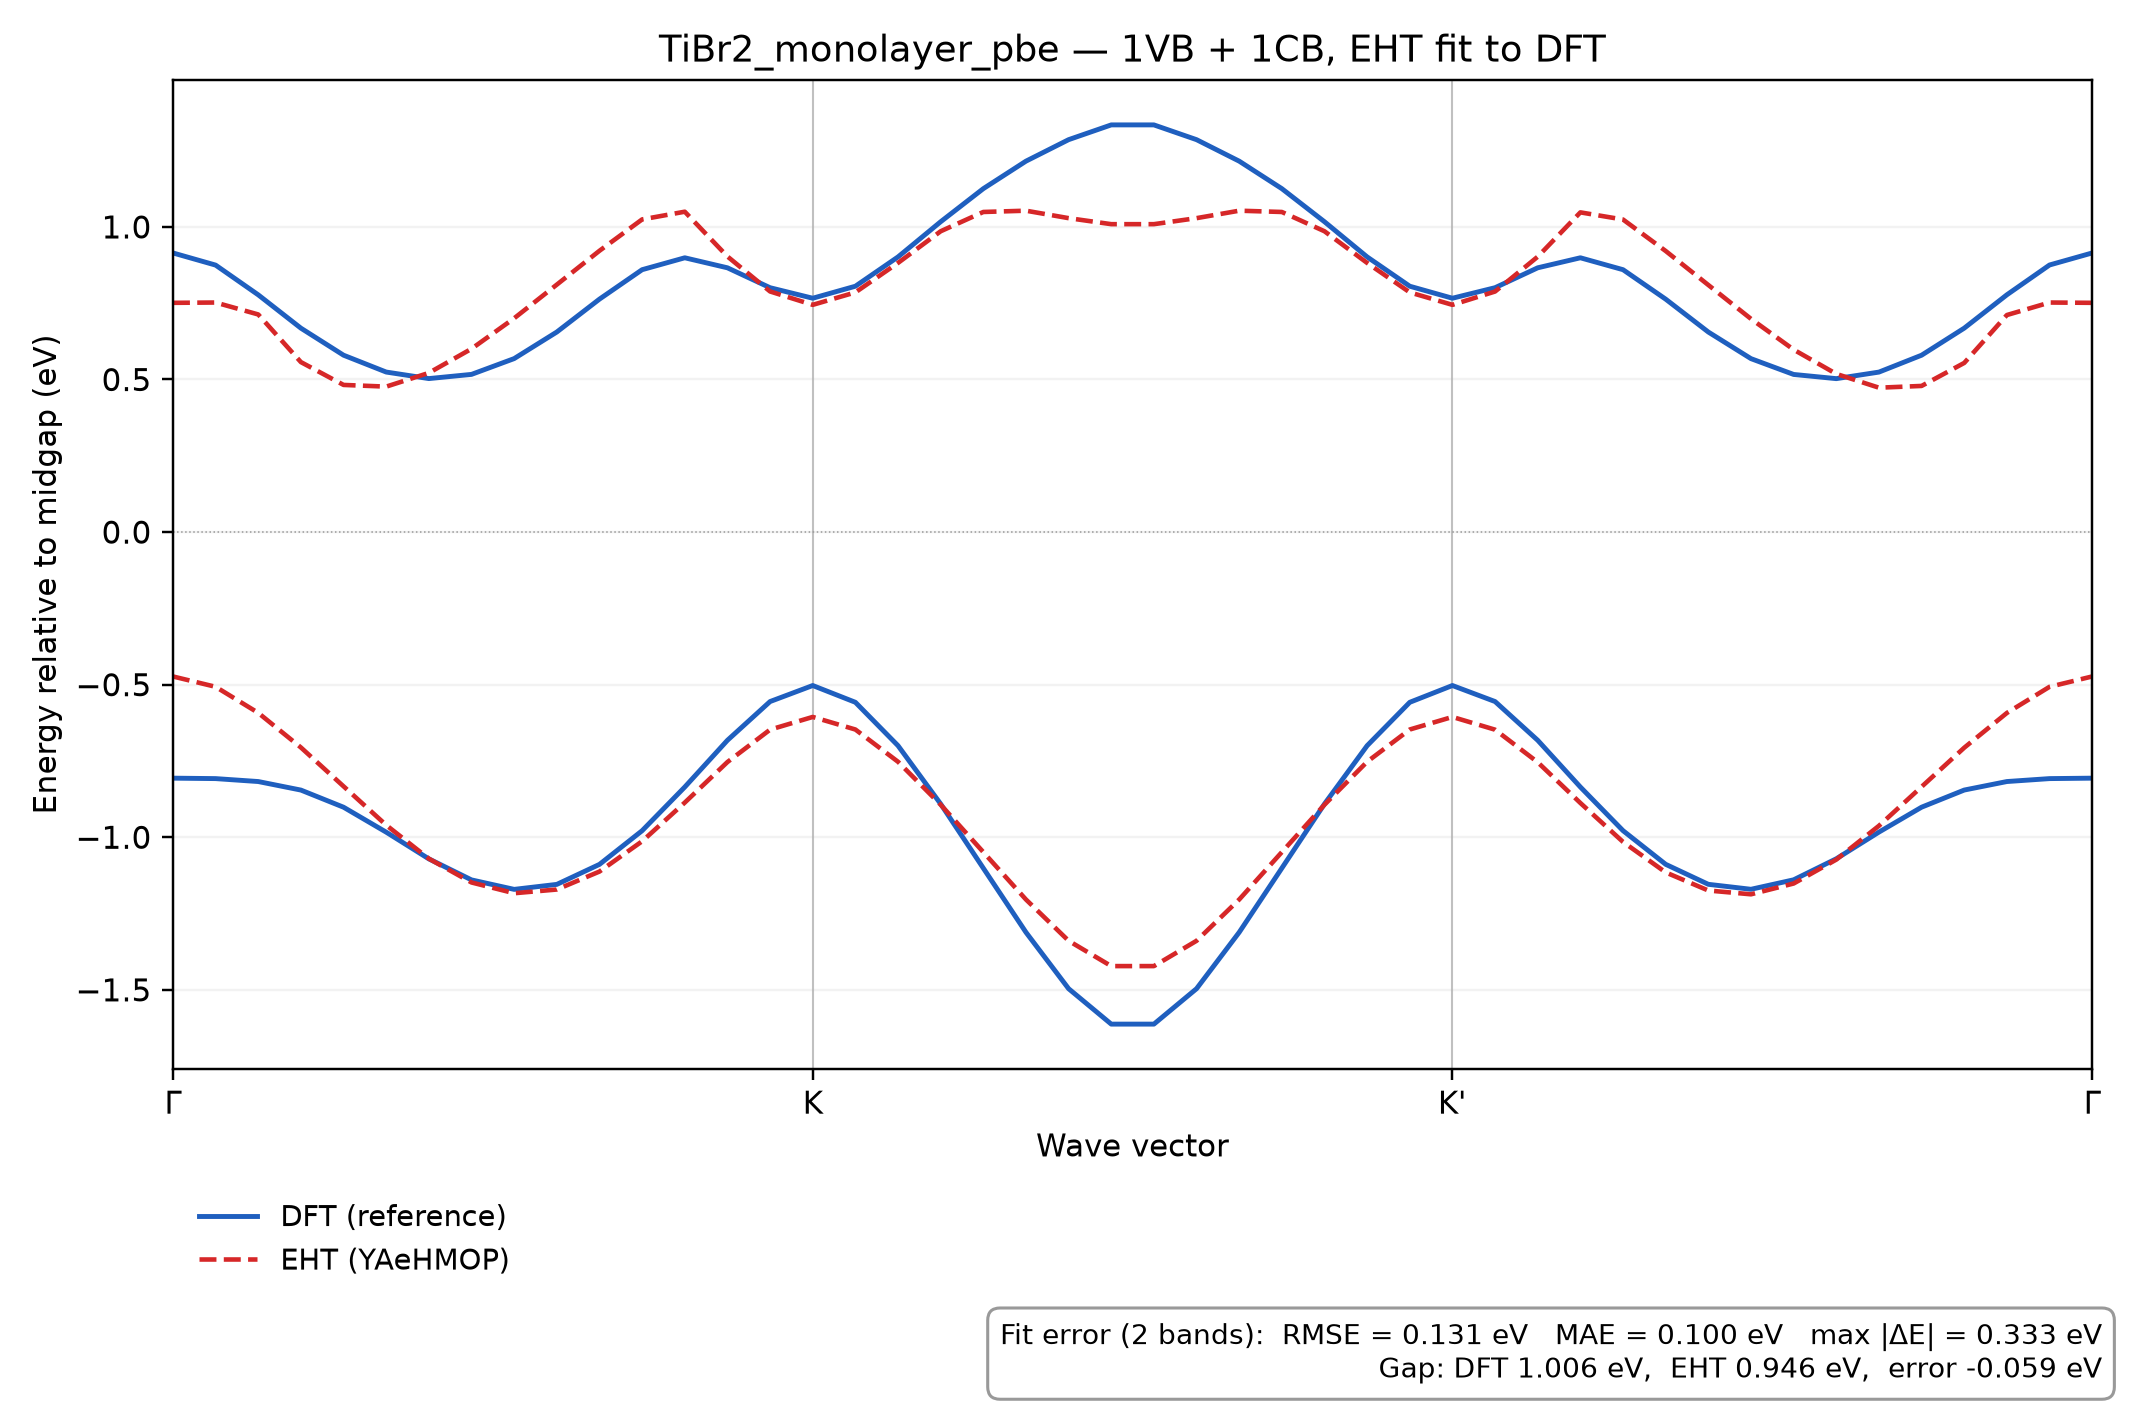 TiBr2_monolayer_pbe — 1VB + 1CB, EHT fit to DFT
Energy relative to midgap (eV)
1.0
0.5
0.0
−0.5
−1.0
−1.5
Γ K K' Γ
Wave vector
DFT (reference)
EHT (YAeHMOP)
Fit error (2 bands): RMSE = 0.131 eV MAE = 0.100 eV max |ΔE| = 0.333 eV
Gap: DFT 1.006 eV, EHT 0.946 eV, error -0.059 eV